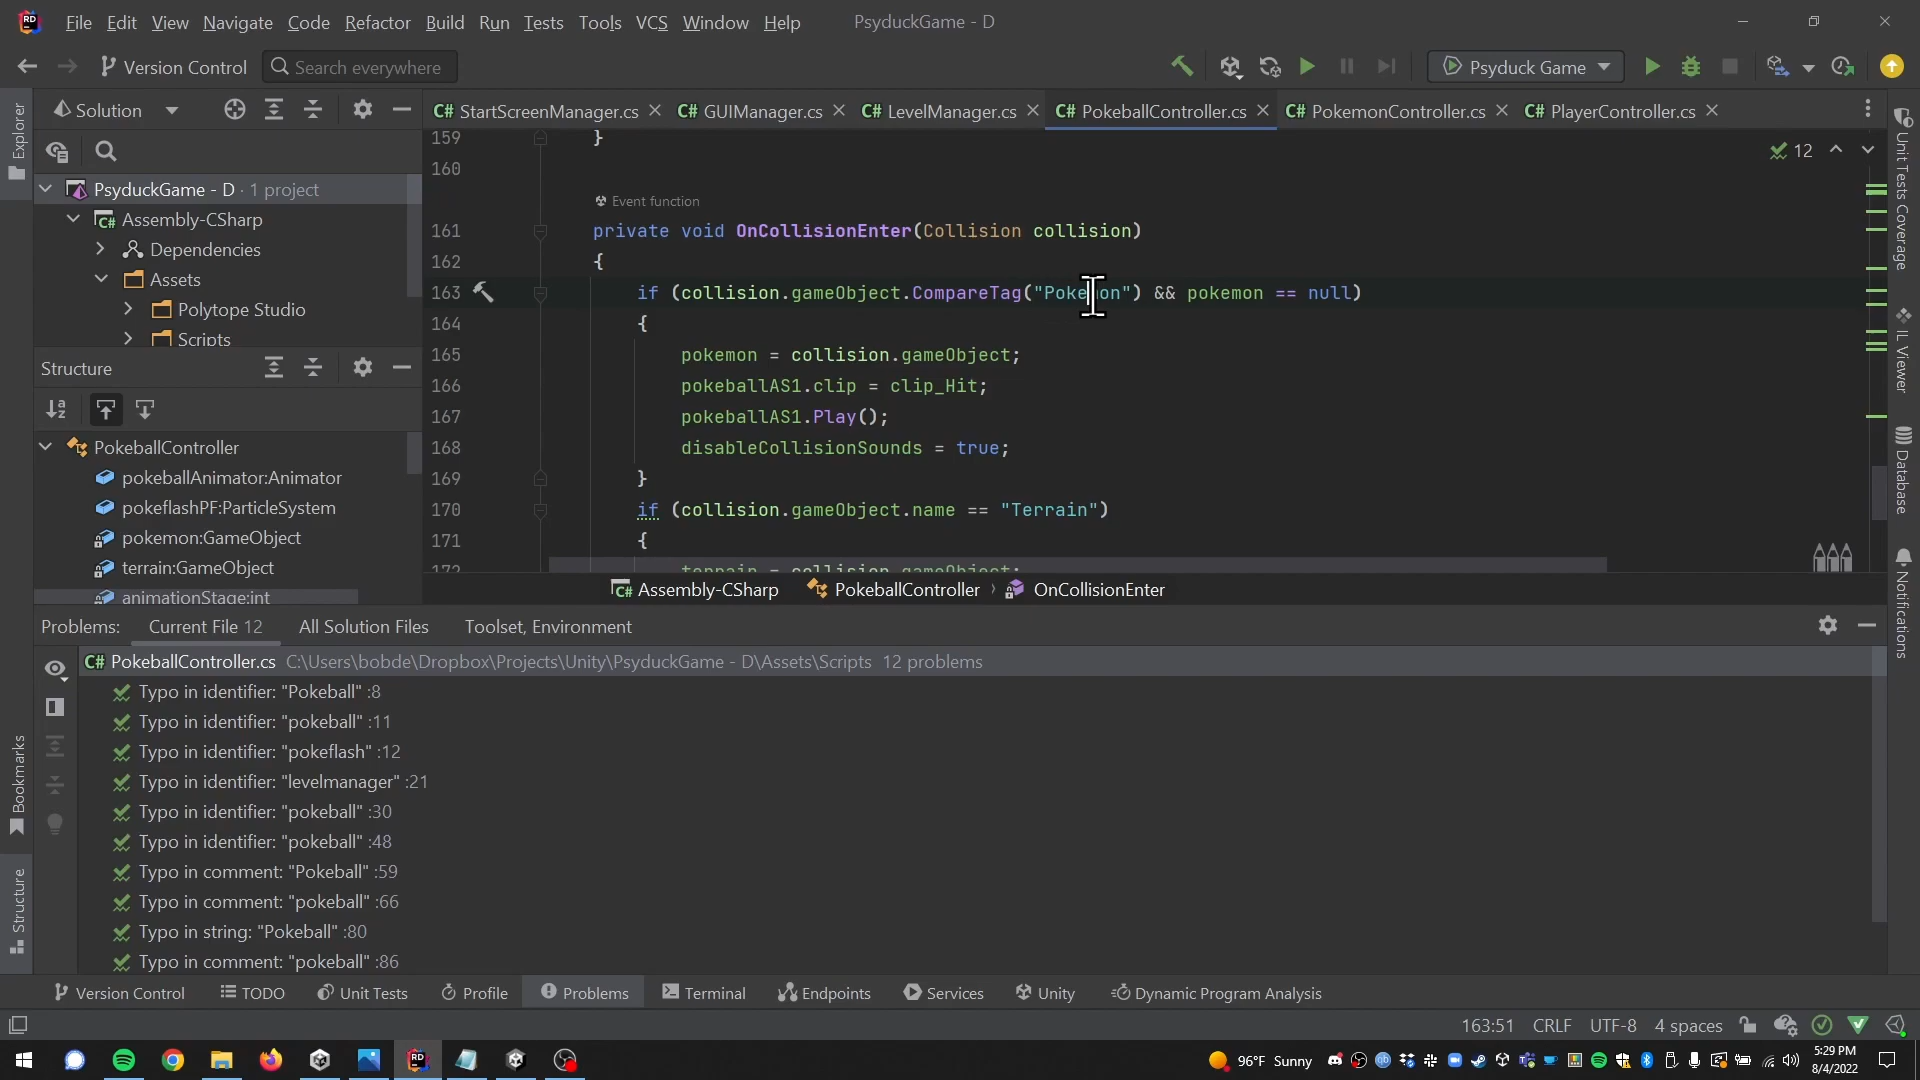 File Edit View Navigate Code Refactor Build Run Tests Tools VCS Window Help PsyduckGame - D
Version Control Search everywhere Psyduck Game
Explorer
Solution
StartScreenManager.cs GUIManager.cs LevelManager.cs PokeballController.cs PokemonController.cs PlayerController.cs
PsyduckGame - D · 1 project
Assembly-CSharp
Dependencies
Assets
Polytope Studio
Scripts
Structure
PokeballController
pokeballAnimator:Animator
pokeflashPF:ParticleSystem
pokemon:GameObject
terrain:GameObject
animationStage:int
12
159 }
160
Event function
161 private void OnCollisionEnter(Collision collision)
162 {
163 if (collision.gameObject.CompareTag("Pokemon") && pokemon == null)
164 {
165 pokemon = collision.gameObject;
166 pokeballAS1.clip = clip_Hit;
167 pokeballAS1.Play();
168 disableCollisionSounds = true;
169 }
170 if (collision.gameObject.name == "Terrain")
171 {
172 terrain = collision.gameObject;
Assembly-CSharp PokeballController OnCollisionEnter
Unit Tests Coverage
IL Viewer
Database
Notifications
Problems: Current File 12 All Solution Files Toolset, Environment
PokeballController.cs C:\Users\bobde\Dropbox\Projects\Unity\PsyduckGame - D\Assets\Scripts 12 problems
Typo in identifier: "Pokeball" :8
Typo in identifier: "pokeball" :11
Typo in identifier: "pokeflash" :12
Typo in identifier: "levelmanager" :21
Typo in identifier: "pokeball" :30
Typo in identifier: "pokeball" :48
Typo in comment: "Pokeball" :59
Typo in comment: "pokeball" :66
Typo in string: "Pokeball" :80
Typo in comment: "pokeball" :86
Bookmarks
Structure
Version Control TODO Unit Tests Profile Problems Terminal Endpoints Services Unity Dynamic Program Analysis
163:51 CRLF UTF-8 4 spaces
96°F Sunny
5:29 PM
8/4/2022